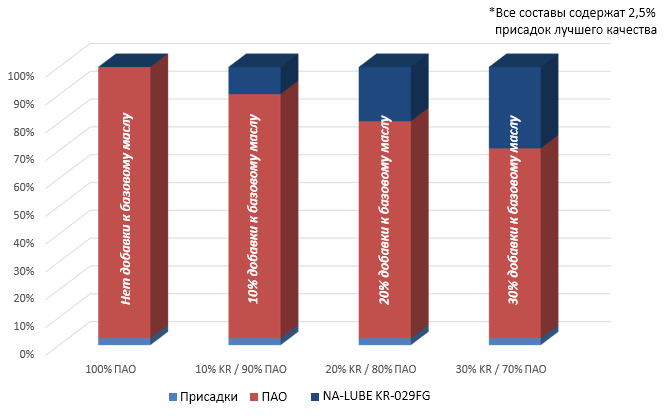 *Все составы содержат 2,5%
присадок лучшего качества
100%
90%
80%
70%
60%
50%
40%
30%
20%
10%
0%
Нет добавки к базовому маслу
10% добавки к базовому маслу
20% добавки к базовому маслу
30% добавки к базовому маслу
100% ПАО
10% KR / 90% ПАО
20% KR / 80% ПАО
30% KR / 70% ПАО
Присадки
ПАО
NA-LUBE KR-029FG